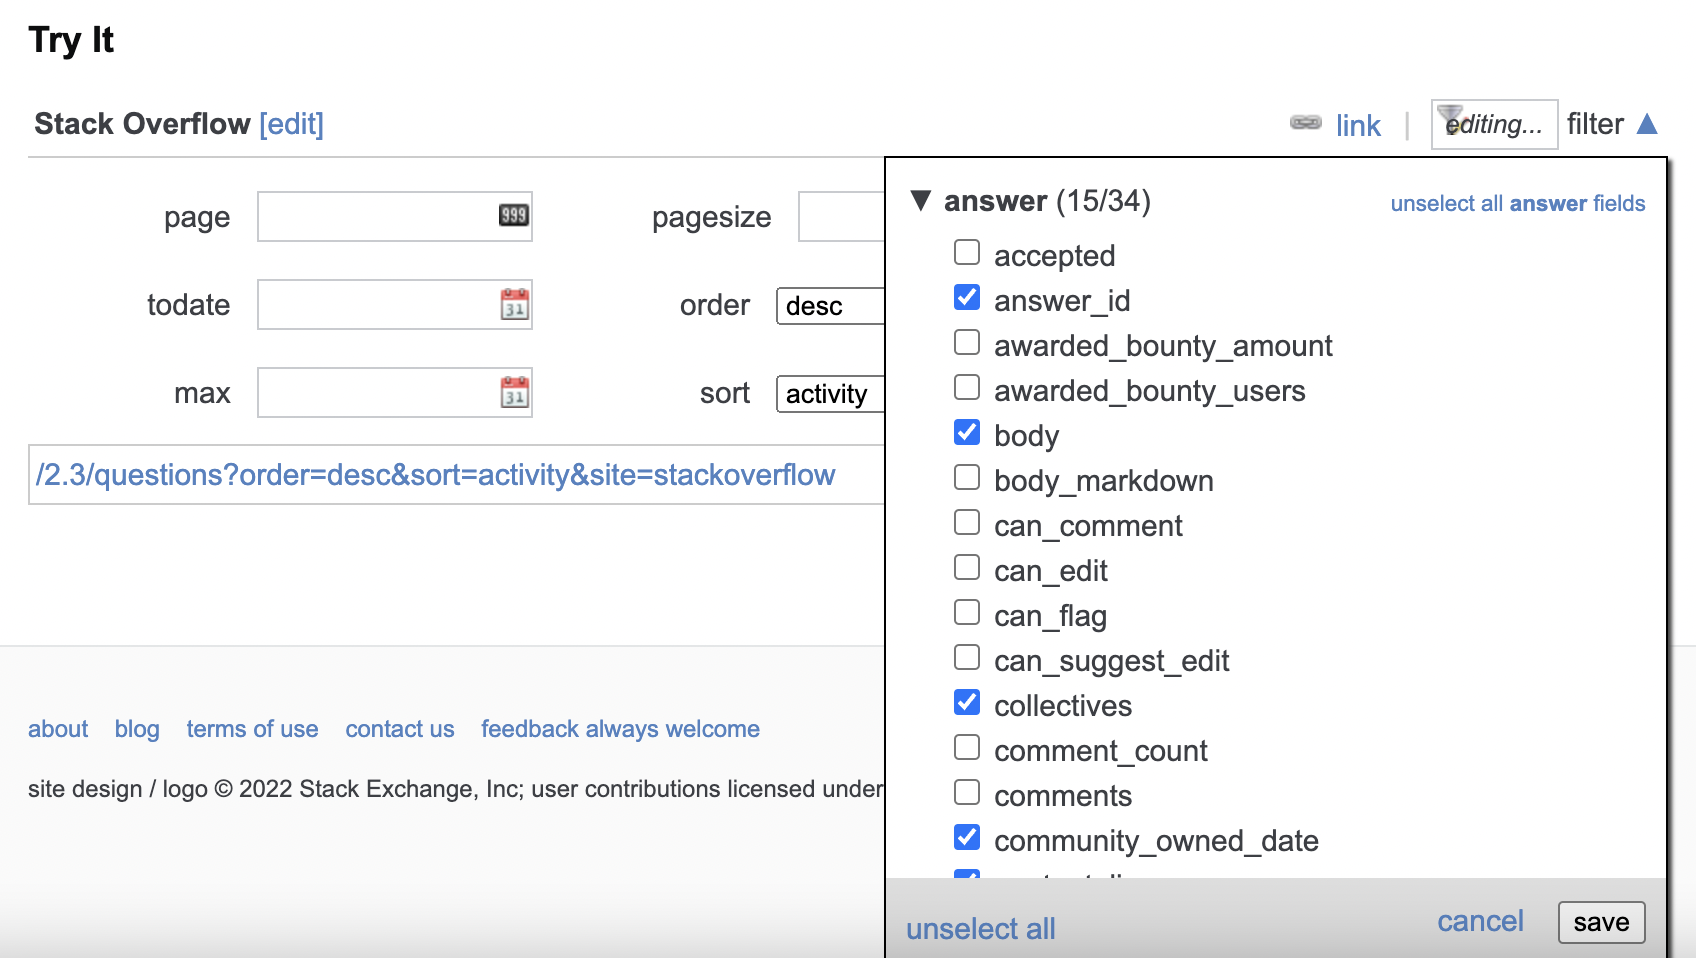 Try It
Stack Overflow [edit]
link | editing... filter ▲
▼ answer (15/34) unselect all answer fields
page 999 pagesize
todate 31 order desc
max 31 sort activity
/2.3/questions?order=desc&sort=activity&site=stackoverflow
accepted
answer_id
awarded_bounty_amount
awarded_bounty_users
body
body_markdown
can_comment
can_edit
can_flag
can_suggest_edit
collectives
comment_count
comments
community_owned_date
unselect all cancel save
about blog terms of use contact us feedback always welcome
site design / logo © 2022 Stack Exchange, Inc; user contributions licensed under